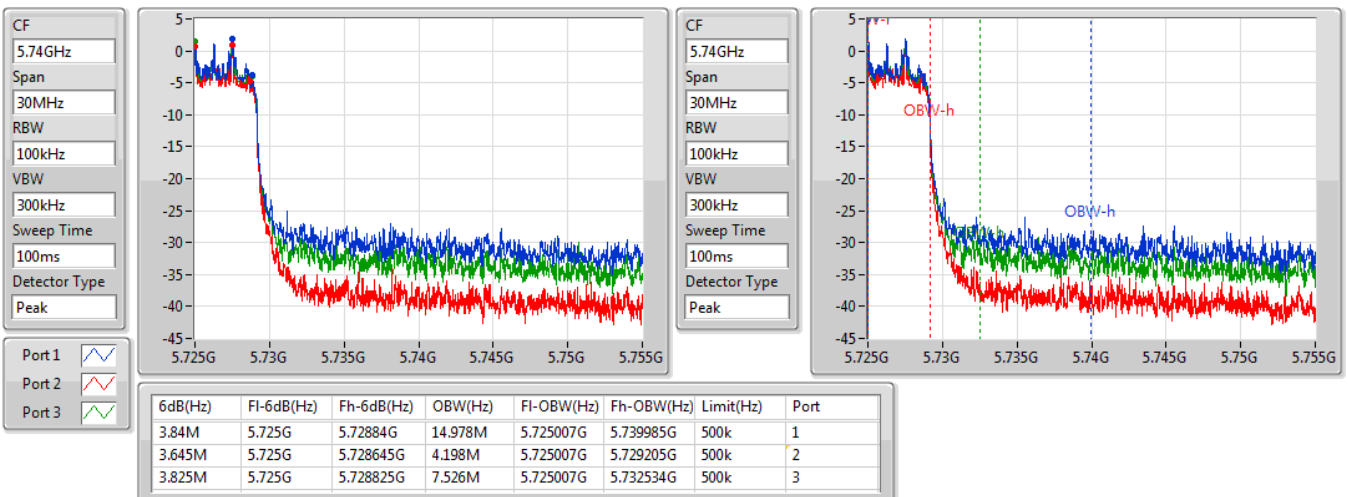 CF
5.74GHz
Span
30MHz
RBW
100kHz
VBW
300kHz
Sweep Time
100ms
Detector Type
Peak
5
0
-5
-10
-15
-20
-25
-30
-35
-40
-45
5.725G 5.73G 5.735G 5.74G 5.745G 5.75G 5.755G
Port 1
Port 2
Port 3
CF
5.74GHz
Span
30MHz
RBW
100kHz
VBW
300kHz
Sweep Time
100ms
Detector Type
Peak
5
0
-5
-10
-15
-20
-25
-30
-35
-40
-45
OBW-h
OBW-h
5.725G 5.73G 5.735G 5.74G 5.745G 5.75G 5.755G
6dB(Hz) Fl-6dB(Hz) Fh-6dB(Hz) OBW(Hz) Fl-OBW(Hz) Fh-OBW(Hz) Limit(Hz) Port
3.84M 5.725G 5.72884G 14.978M 5.725007G 5.739985G 500k 1
3.645M 5.725G 5.728645G 4.198M 5.725007G 5.729205G 500k 2
3.825M 5.725G 5.728825G 7.526M 5.725007G 5.732534G 500k 3